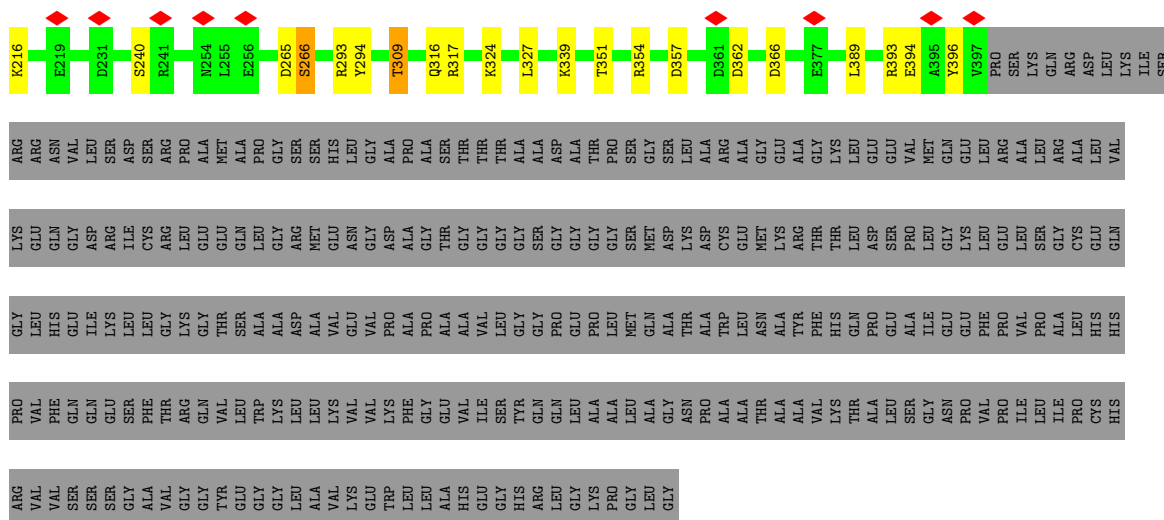 K216 E219 D231 S240 R241 N254 L255 E256 D265 S266 R293 Y294 T309 Q316 R317 K324 L327 K339 T351 R354 D357 D361 D362 D366 E377 L389 R393 E394 A395 Y396 V397 PRO SER LYS GLN ARG ASP LEU LYS ILE SER
ARG ARG ASN VAL LEU SER ASP SER ARG PRO ALA MET ALA PRO GLY SER SER HIS LEU GLY ALA PRO ALA SER THR THR THR ALA ALA ASP ALA THR PRO SER GLY SER LEU ALA ARG ALA GLY GLU ALA GLY LYS LEU GLU GLU VAL MET GLN GLU LEU ARG ALA LEU ARG ALA LEU VAL
LYS GLU GLN GLY ASP ARG ILE CYS ARG LEU GLU GLU GLN LEU GLY ARG MET GLU ASN GLY ASP ALA GLY THR GLY GLY GLY GLY SER GLY GLY GLY GLY SER MET ASP LYS ASP CYS GLU MET LYS ARG THR THR LEU ASP SER PRO LEU GLY LYS LEU GLU LEU SER GLY CYS GLU GLN
GLY LEU HIS GLU ILE LYS LEU LEU GLY LYS GLY THR SER ALA ALA ASP ALA VAL GLU VAL PRO ALA PRO ALA ALA VAL LEU GLY GLY PRO GLU PRO LEU MET GLN ALA THR ALA TRP LEU ASN ALA TYR PHE HIS GLN PRO GLU ALA ILE GLU GLU PHE PRO VAL PRO ALA LEU HIS HIS
PRO VAL PHE GLN GLN GLU SER PHE THR ARG GLN VAL LEU TRP LYS LEU LEU LYS VAL VAL LYS PHE GLY GLU VAL ILE SER TYR GLN GLN LEU ALA ALA LEU ALA GLY ASN PRO ALA ALA THR ALA ALA VAL LYS THR ALA LEU SER GLY ASN PRO VAL PRO ILE LEU ILE PRO CYS HIS
ARG VAL VAL SER SER SER GLY ALA VAL GLY GLY TYR GLU GLY GLY LEU ALA VAL LYS GLU TRP LEU LEU ALA HIS GLU GLY HIS ARG LEU GLY LYS PRO GLY LEU GLY